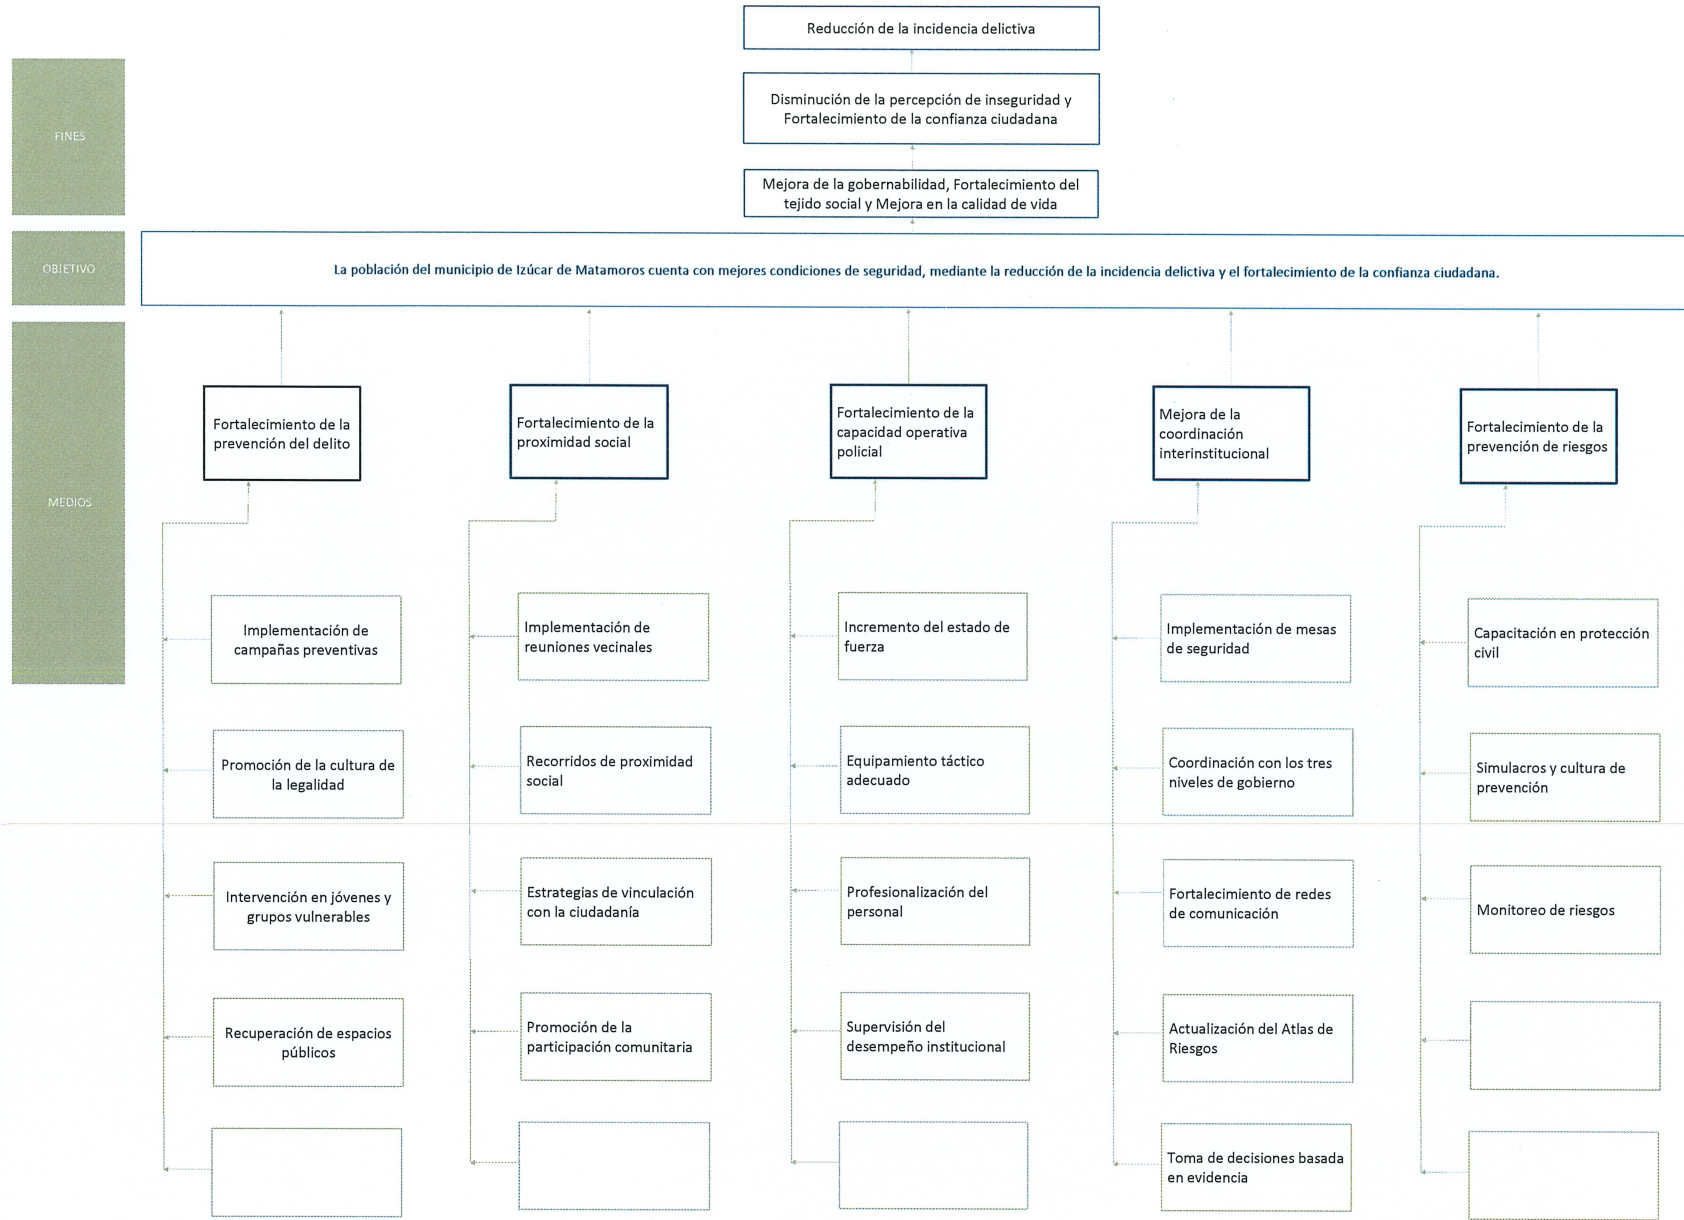 Reducción de la incidencia delictiva
FINES
Disminución de la percepción de inseguridad y
Fortalecimiento de la confianza ciudadana
Mejora de la gobernabilidad, Fortalecimiento del
tejido social y Mejora en la calidad de vida
OBJETIVO
La población del municipio de Izúcar de Matamoros cuenta con mejores condiciones de seguridad, mediante la reducción de la incidencia delictiva y el fortalecimiento de la confianza ciudadana.
MEDIOS
Fortalecimiento de la
prevención del delito
Implementación de
campañas preventivas
Promoción de la cultura de
la legalidad
Intervención en jóvenes y
grupos vulnerables
Recuperación de espacios
públicos
Fortalecimiento de la
proximidad social
Implementación de
reuniones vecinales
Recorridos de proximidad
social
Estrategias de vinculación
con la ciudadanía
Promoción de la
participación comunitaria
Fortalecimiento de la
capacidad operativa
policial
Incremento del estado de
fuerza
Equipamiento táctico
adecuado
Profesionalización del
personal
Supervisión del
desempeño institucional
Mejora de la
coordinación
interinstitucional
Implementación de mesas
de seguridad
Coordinación con los tres
niveles de gobierno
Fortalecimiento de redes
de comunicación
Actualización del Atlas de
Riesgos
Toma de decisiones basada
en evidencia
Fortalecimiento de la
prevención de riesgos
Capacitación en protección
civil
Simulacros y cultura de
prevención
Monitoreo de riesgos